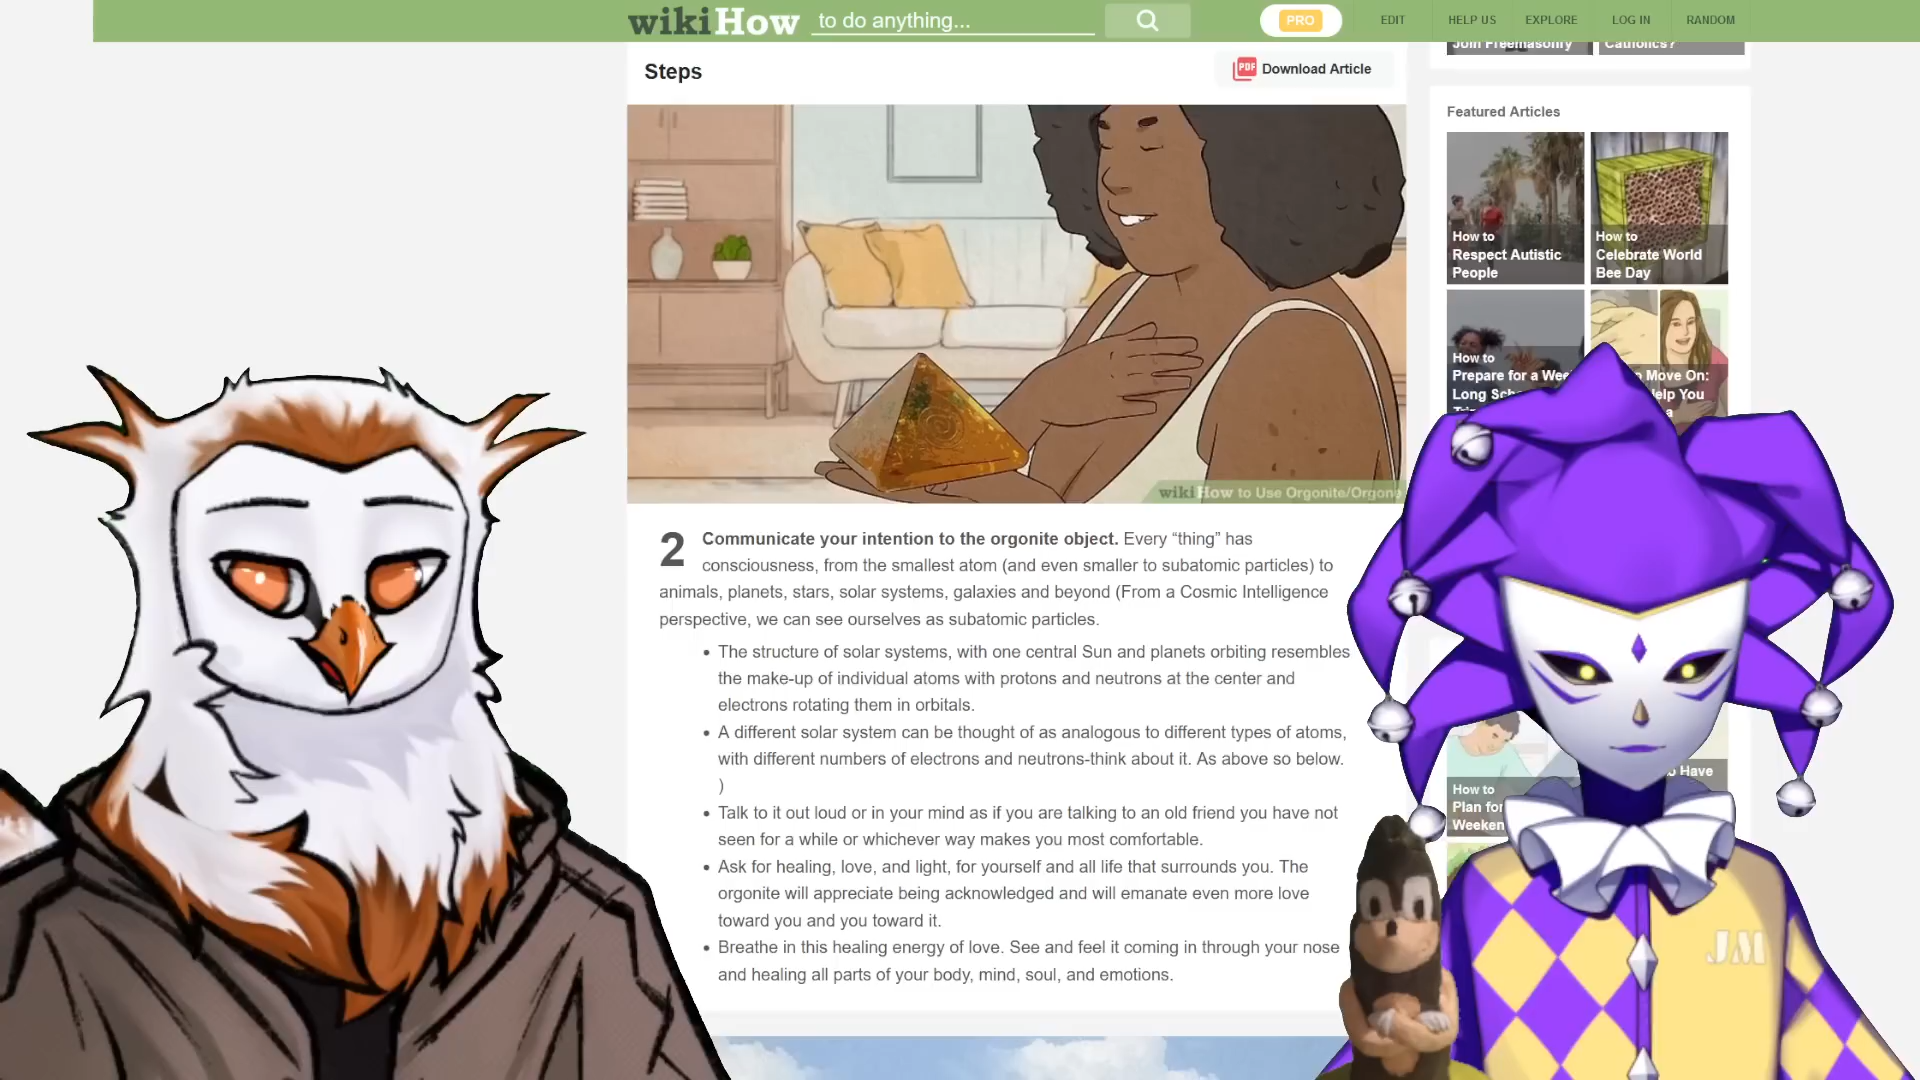 wikiHow to do anything...
PRO
EDIT
HELP US
EXPLORE
LOG IN
RANDOM
Join Freemasonry
Catholics?
Steps
PDF Download Article
wikiHow to Use Orgonite/Orgone
2 Communicate your intention to the orgonite object. Every “thing” has
consciousness, from the smallest atom (and even smaller to subatomic particles) to
animals, planets, stars, solar systems, galaxies and beyond (From a Cosmic Intelligence
perspective, we can see ourselves as subatomic particles.
• The structure of solar systems, with one central Sun and planets orbiting resembles
the make-up of individual atoms with protons and neutrons at the center and
electrons rotating them in orbitals.
• A different solar system can be thought of as analogous to different types of atoms,
with different numbers of electrons and neutrons-think about it. As above so below.
)
• Talk to it out loud or in your mind as if you are talking to an old friend you have not
seen for a while or whichever way makes you most comfortable.
• Ask for healing, love, and light, for yourself and all life that surrounds you. The
orgonite will appreciate being acknowledged and will emanate even more love
toward you and you toward it.
• Breathe in this healing energy of love. See and feel it coming in through your nose
and healing all parts of your body, mind, soul, and emotions.
Featured Articles
How to
Respect Autistic
People
How to
Celebrate World
Bee Day
How to
Prepare for a
Long
Move On:
You
a
How to
Plan for
Have
JM